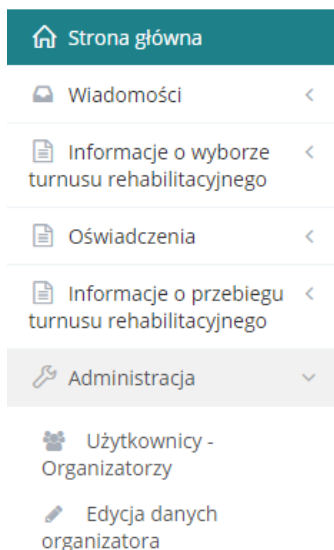 Strona główna
Wiadomości
Informacje o wyborze
turnusu rehabilitacyjnego
Oświadczenia
Informacje o przebiegu
turnusu rehabilitacyjnego
Administracja
Użytkownicy -
Organizatorzy
Edycja danych
organizatora